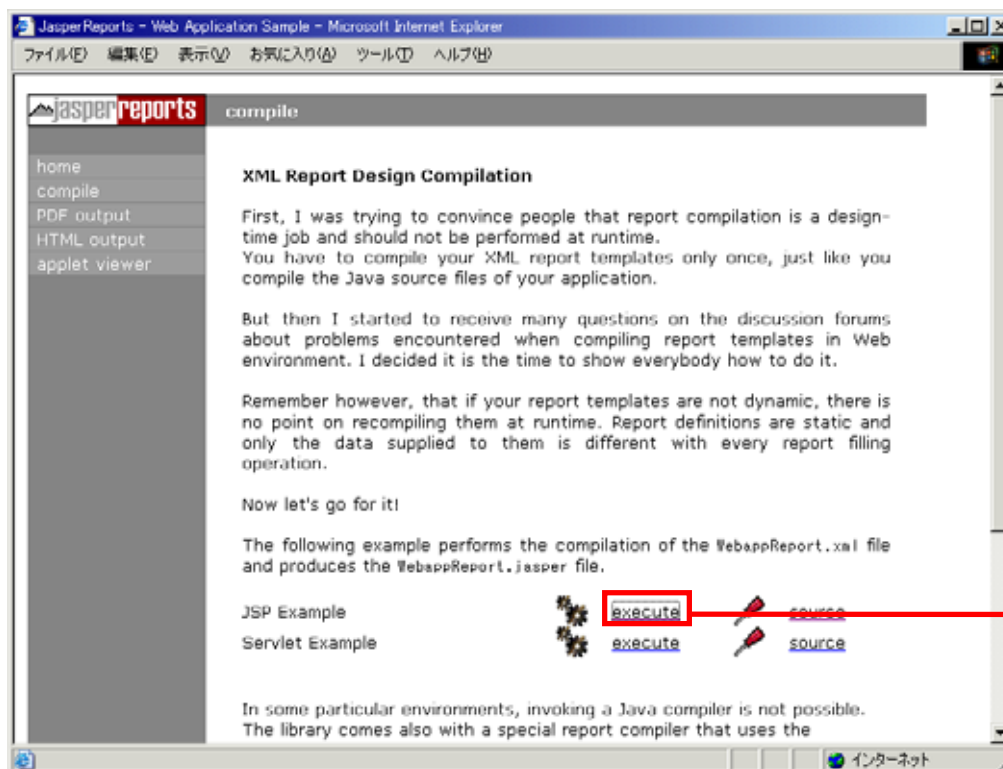 JasperReports - Web Application Sample - Microsoft Internet Explorer
ファイル(F) 編集(E) 表示(V) お気に入り(A) ツール(T) ヘルプ(H)
jasperreports compile
home
compile
PDF output
HTML output
applet viewer
XML Report Design Compilation
First, I was trying to convince people that report compilation is a design-
time job and should not be performed at runtime.
You have to compile your XML report templates only once, just like you
compile the Java source files of your application.
But then I started to receive many questions on the discussion forums
about problems encountered when compiling report templates in Web
environment. I decided it is the time to show everybody how to do it.
Remember however, that if your report templates are not dynamic, there is
no point on recompiling them at runtime. Report definitions are static and
only the data supplied to them is different with every report filling
operation.
Now let's go for it!
The following example performs the compilation of the WebappReport.xml file
and produces the WebappReport.jasper file.
JSP Example execute source
Servlet Example execute source
In some particular environments, invoking a Java compiler is not possible.
The library comes also with a special report compiler that uses the
インターネット